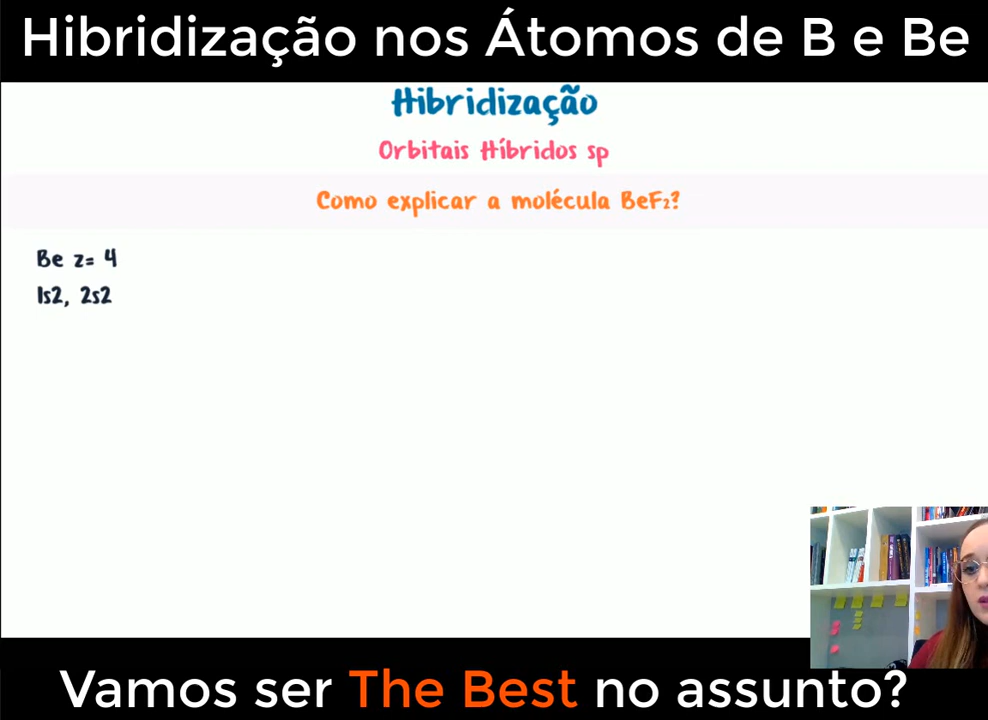 Hibridização nos Átomos de B e Be
Hibridização
Orbitais Híbridos sp
Como explicar a molécula BeF₂?
Be z= 4
1s2, 2s2
Vamos ser The Best no assunto?